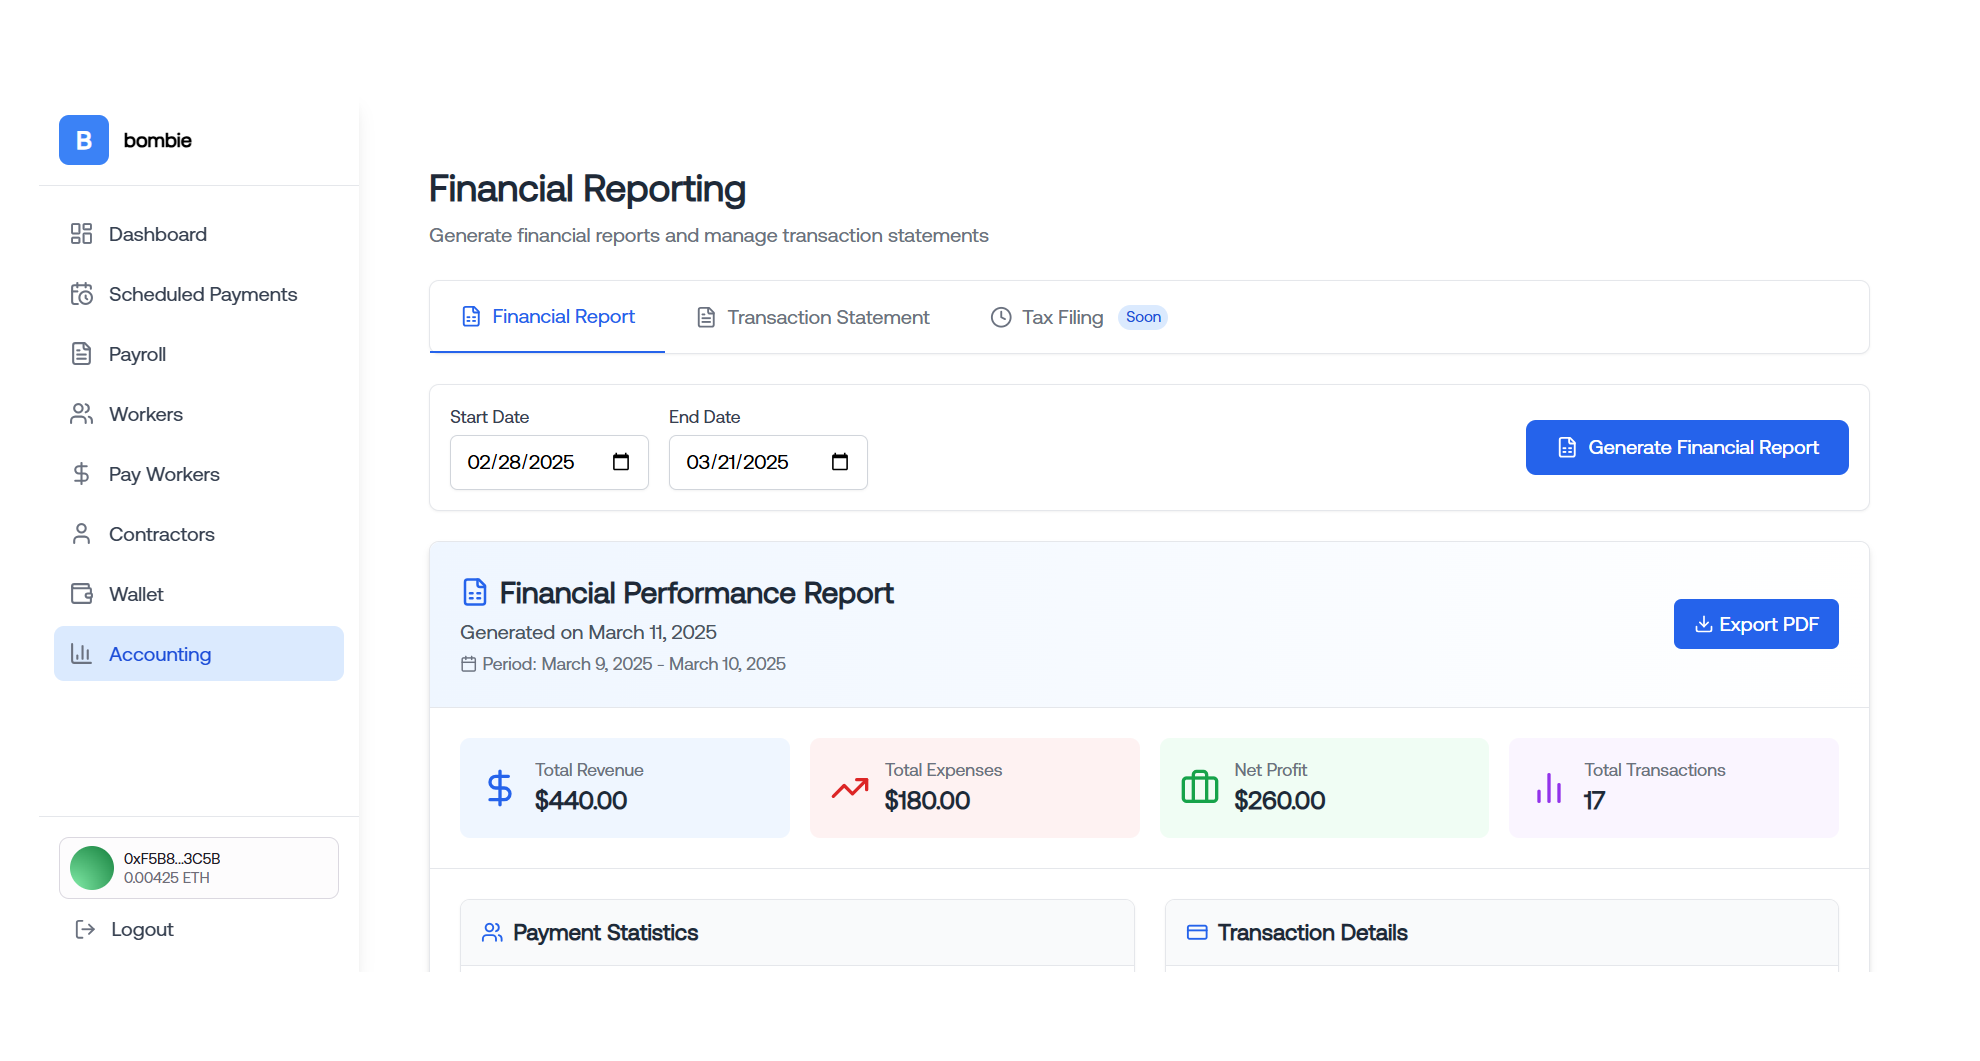 B bombie
Dashboard
Scheduled Payments
Payroll
Workers
Pay Workers
Contractors
Wallet
Accounting
0xF5B8...3C5B
0.00425 ETH
Logout
Financial Reporting
Generate financial reports and manage transaction statements
Financial Report Transaction Statement Tax Filing Soon
Start Date End Date
02/28/2025 03/21/2025
Generate Financial Report
Financial Performance Report
Generated on March 11, 2025
Period: March 9, 2025 - March 10, 2025
Export PDF
Total Revenue
$440.00
Total Expenses
$180.00
Net Profit
$260.00
Total Transactions
17
Payment Statistics
Transaction Details